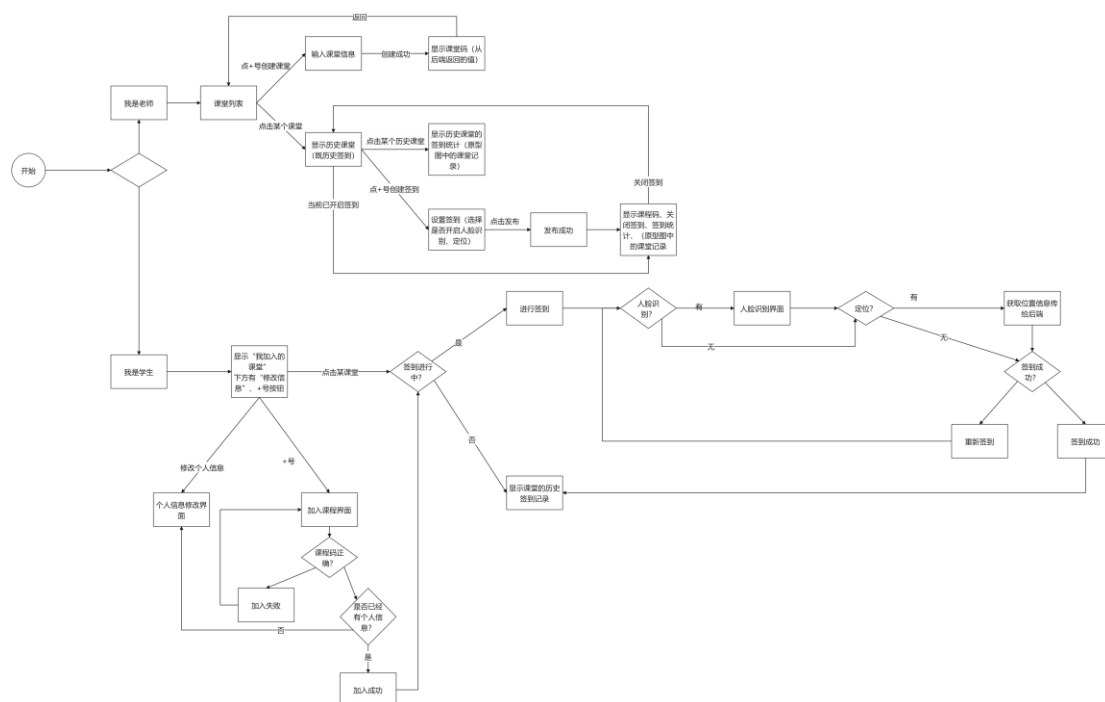 返回
输入课堂信息
创建成功
显示课堂码（从
后端返回的值）
点+号创建课堂
我是老师
课堂列表
点击某个课堂
显示历史课堂
（既历史签到）
点击某个历史课堂
显示历史课堂的
签到统计（原型
图中的课堂记
录）
开始
点+号创建签到
关闭签到
当前已开启签到
设置签到（选择
是否开启人脸识
别、定位）
点击发布
发布成功
显示课程码、关
闭签到、签到统
计、（原型图中
的课堂记录
进行签到
人脸识
别？
有
人脸识别界面
定位？
有
获取位置信息传
给后端
无
无
是
我是学生
显示“我加入的
课堂”
下方有“修改信
息”、+号按钮
点击某课堂
签到进行
中？
签到成
功？
否
重新签到
签到成功
修改个人信息
+号
个人信息修改界
面
加入课程界面
显示课堂的历史
签到记录
课程码正
确？
加入失败
是否已经
有个人信
息？
否
是
加入成功